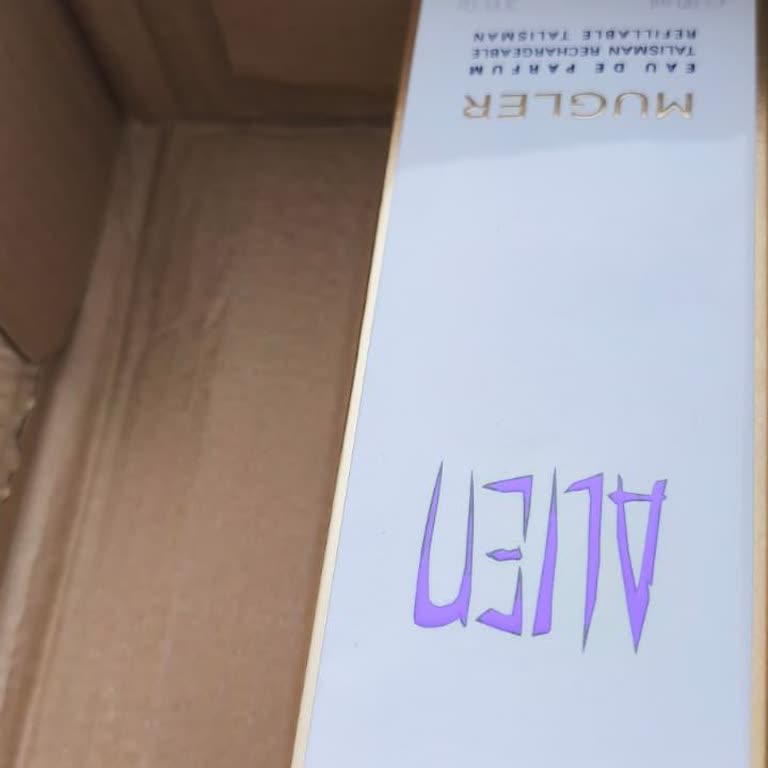 ALIEN
MUGLER
EAU DE PARFUM
TALISMAN RECHARGEABLE
REFILLABLE TALISMAN